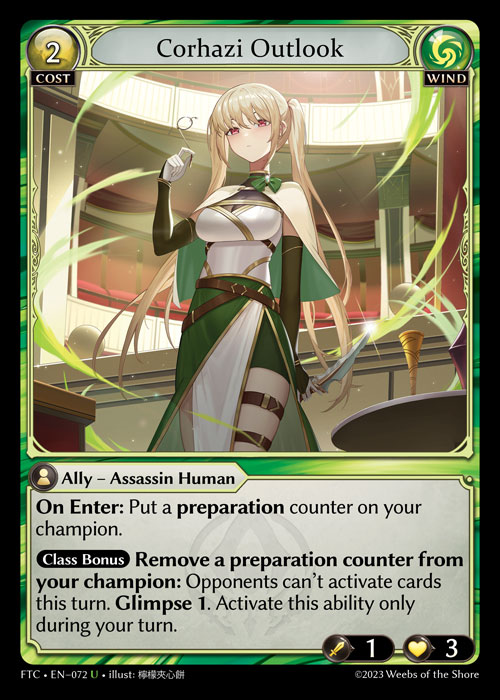 2
Corhazi Outlook
COST
WIND
Ally – Assassin Human
On Enter: Put a preparation counter on your
champion.
Class Bonus Remove a preparation counter from
your champion: Opponents can't activate cards
this turn. Glimpse 1. Activate this ability only
during your turn.
1
3
FTC • EN–072 U • illust: 檸檬夾心餅
©2023 Weebs of the Shore